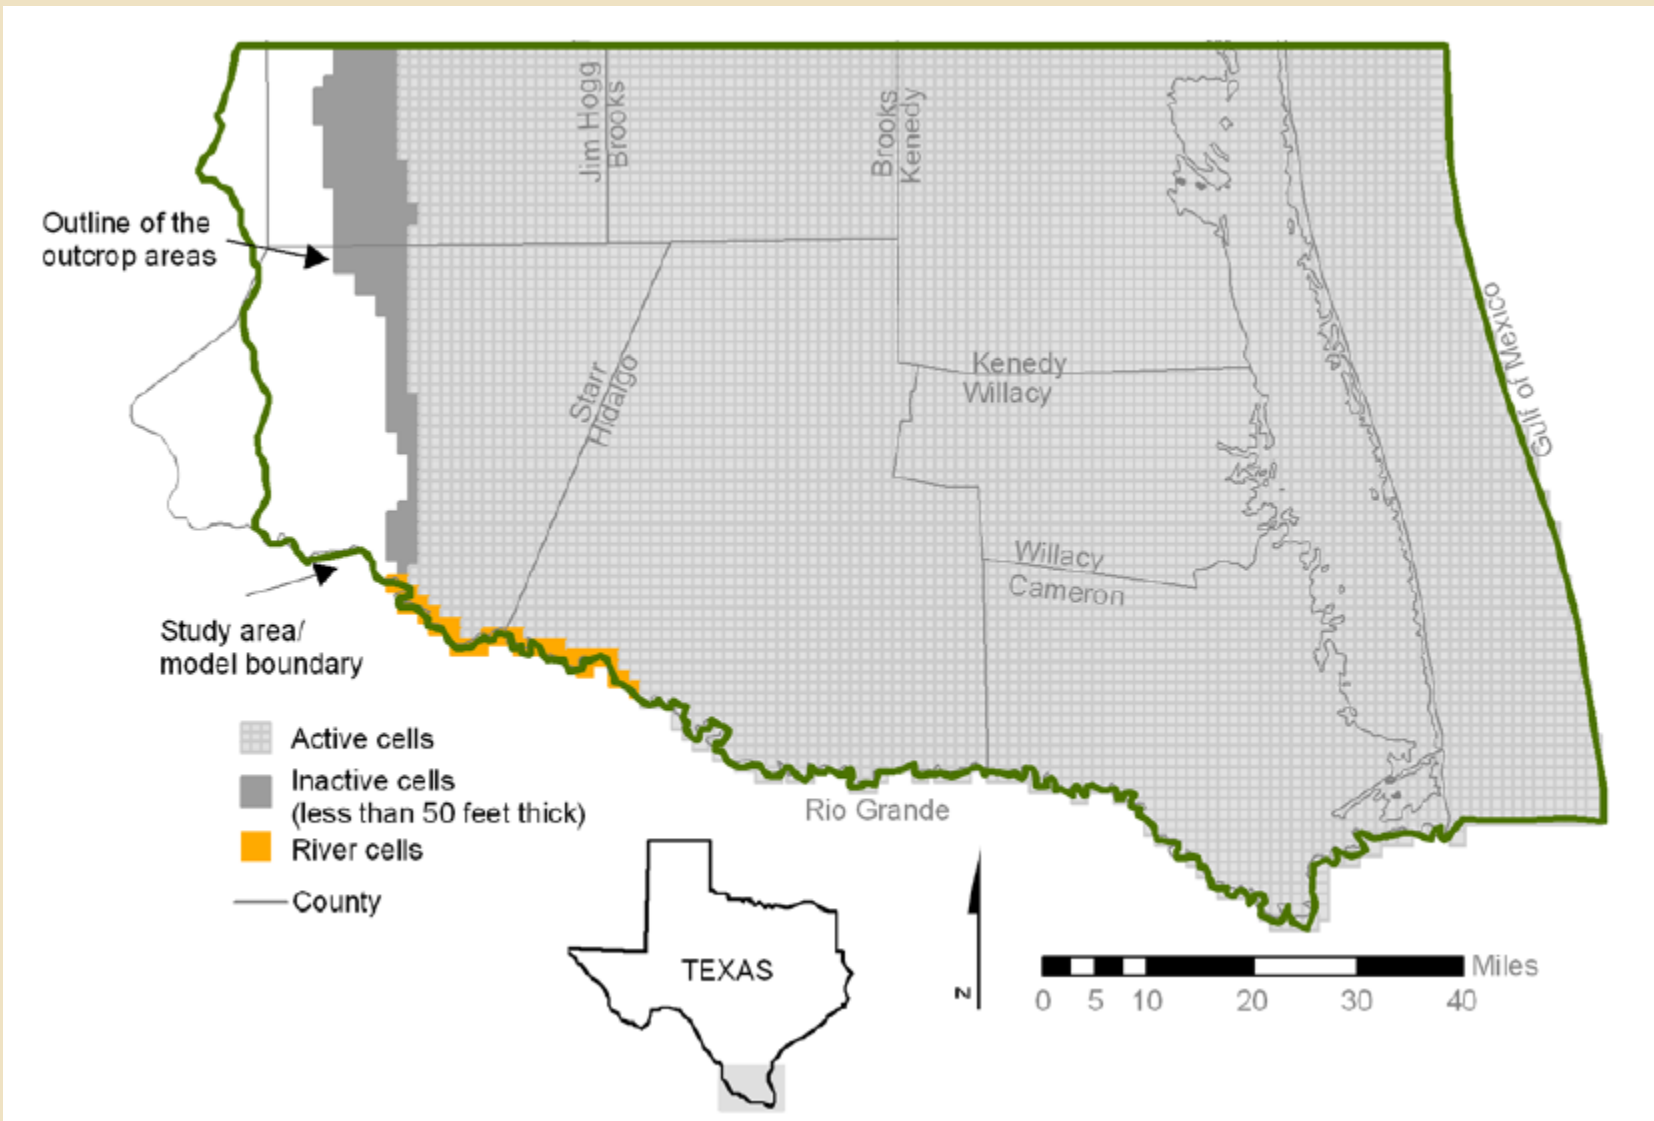 Jim Hogg
Brooks
Brooks
Kenedy
Outline of the
outcrop areas
Gulf of Mexico
Starr
Hidalgo
Kenedy
Willacy
Willacy
Cameron
Study area/
model boundary
Active cells
Inactive cells
(less than 50 feet thick)
River cells
County
Rio Grande
TEXAS
N
Miles
0 5 10 20 30 40